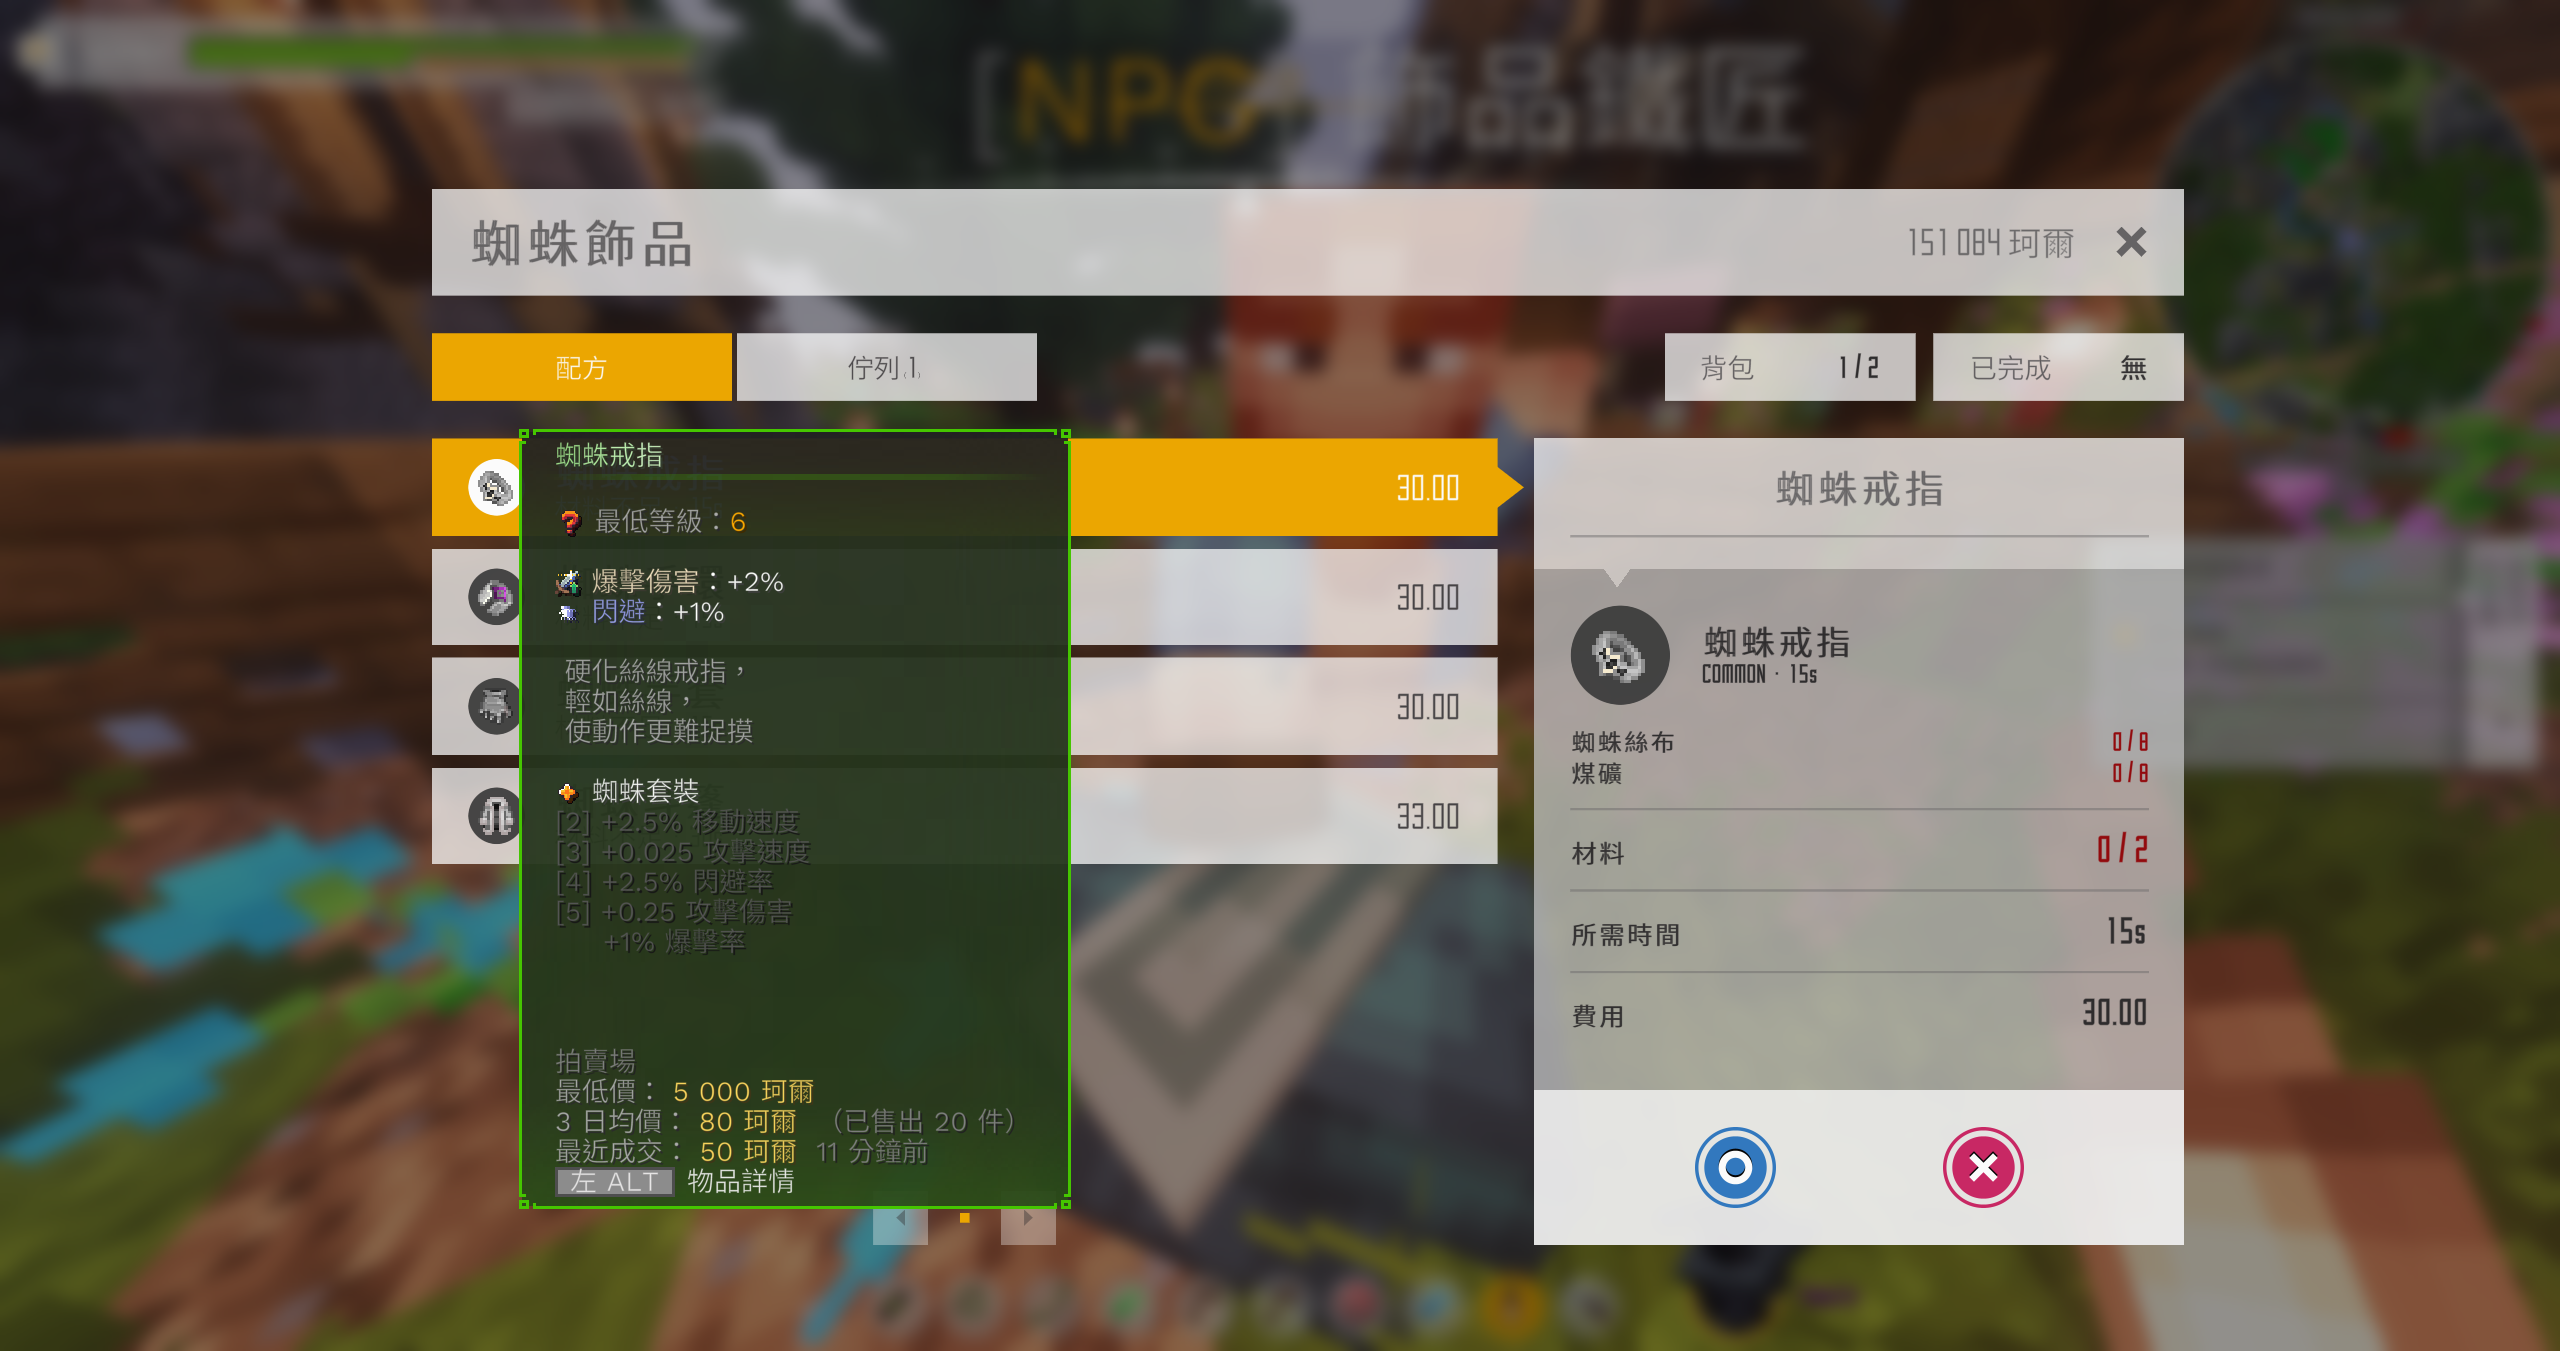 [NPC] 飾品鐵匠
蜘蛛飾品
151 084 珂爾
配方
佇列(1)
背包 1/2
已完成 無
蜘蛛戒指
最低等級：6
爆擊傷害：+2%
閃避：+1%
硬化絲線戒指，
輕如絲線，
使動作更難捉摸
蜘蛛套裝
[2] +2.5% 移動速度
[3] +0.025 攻擊速度
[4] +2.5% 閃避率
[5] +0.25 攻擊傷害
+1% 爆擊率
拍賣場
最低價： 5 000 珂爾
3 日均價： 80 珂爾 （已售出 20 件）
最近成交： 50 珂爾 11 分鐘前
左 ALT 物品詳情
30.00
30.00
30.00
33.00
蜘蛛戒指
蜘蛛戒指
COMMON · 15s
蜘蛛絲布 0/8
煤礦 0/8
材料 0/2
所需時間 15s
費用 30.00